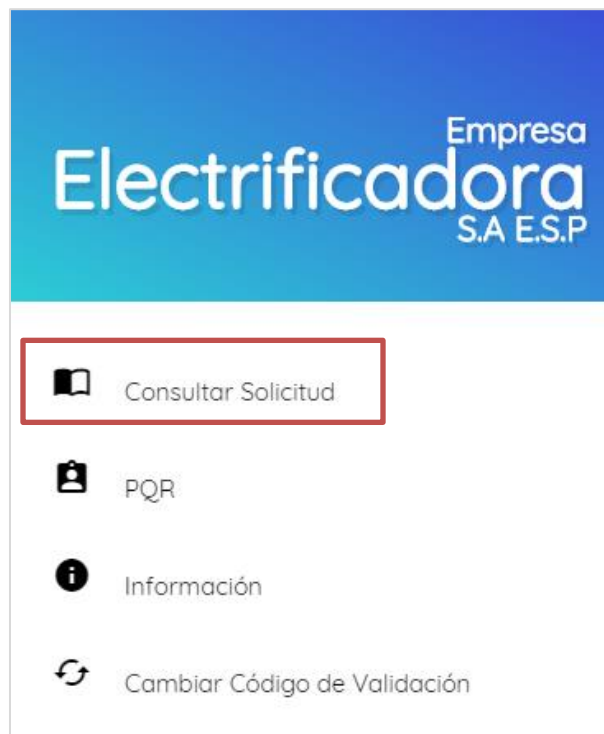 Empresa
Electrificadora
S.A E.S.P
Consultar Solicitud
PQR
Información
Cambiar Código de Validación